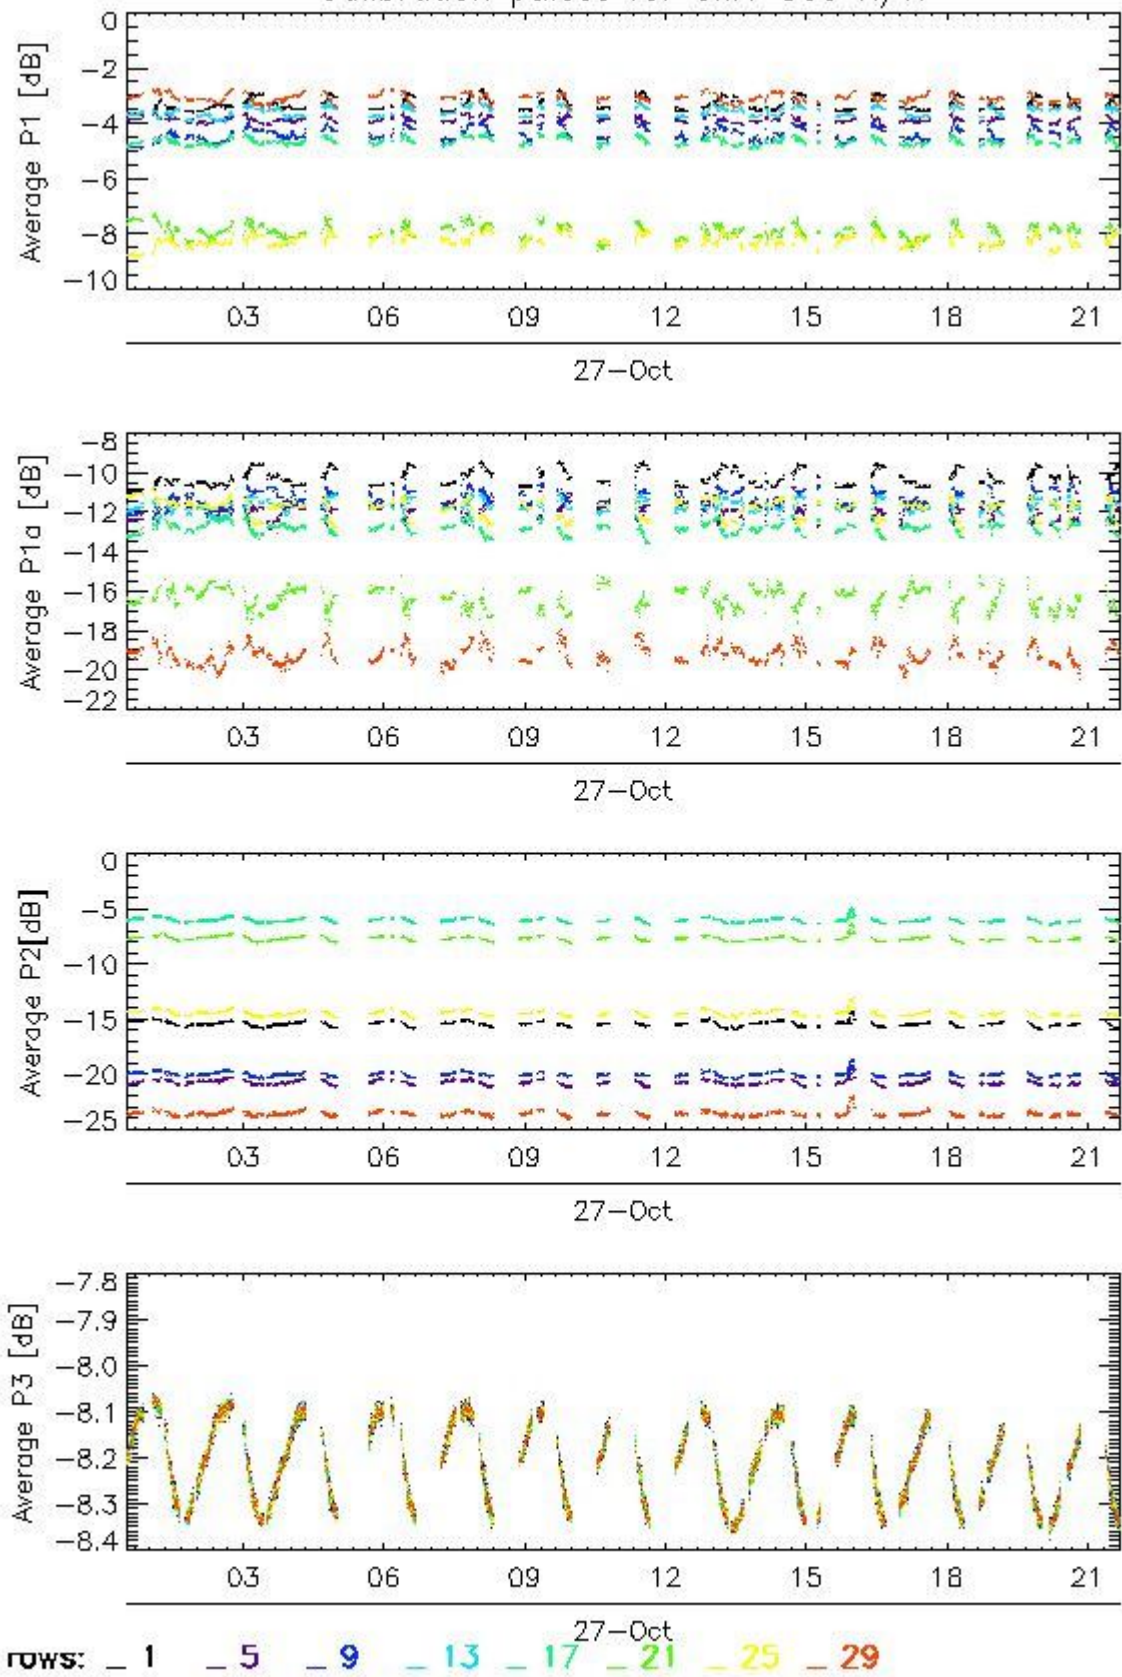 0
−2
−4
−6
−8
−10
Average P1 [dB]
03 06 09 12 15 18 21
27−Oct
−8
−10
−12
−14
−16
−18
−20
−22
Average P1a [dB]
03 06 09 12 15 18 21
27−Oct
0
−5
−10
−15
−20
−25
Average P2[dB]
03 06 09 12 15 18 21
27−Oct
−7.8
−7.9
−8.0
−8.1
−8.2
−8.3
−8.4
Average P3 [dB]
03 06 09 12 15 18 21
27−Oct
rows: _ 1 _ 5 _ 9 _ 13 _ 17 _ 21 _ 25 _ 29